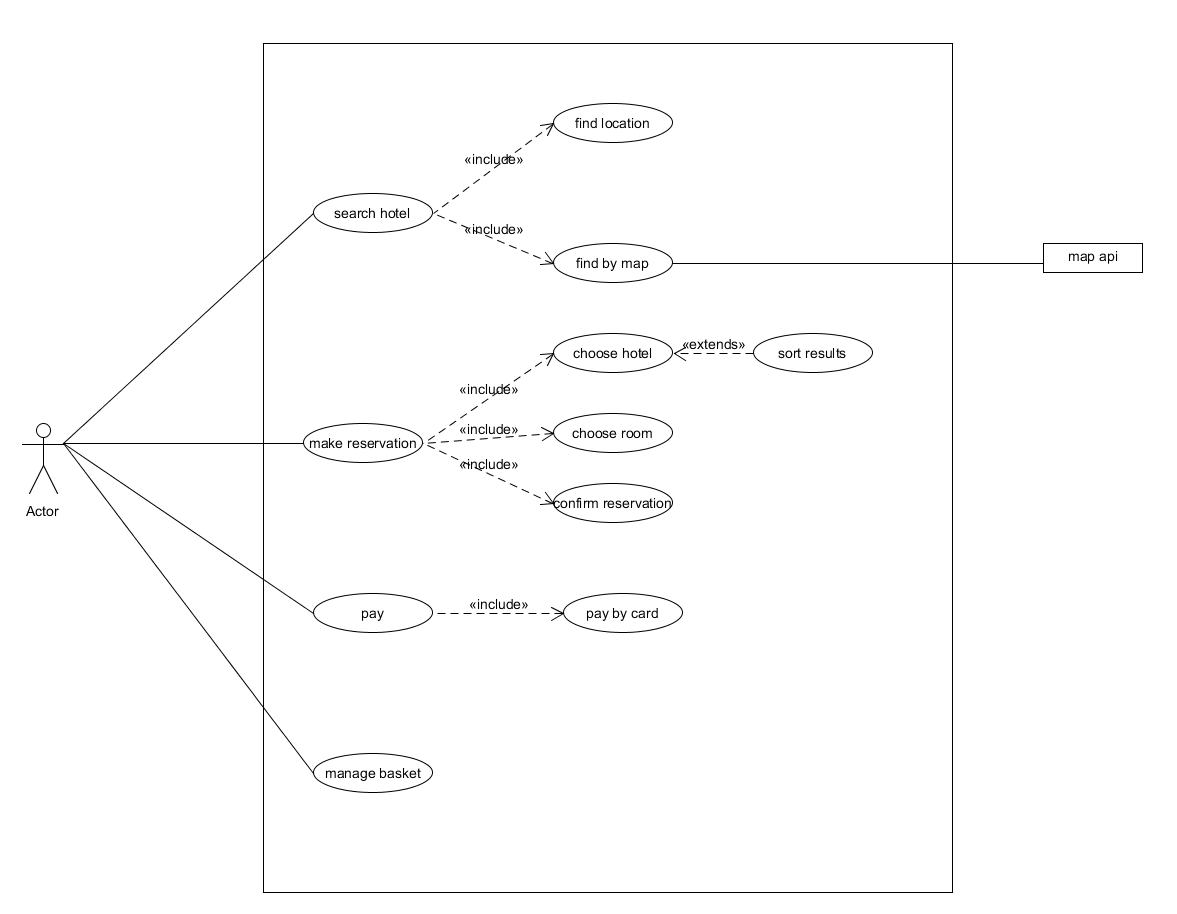 find location
«include»
search hotel
«include»
find by map
map api
choose hotel
«extends»
sort results
«include»
choose room
«include»
make reservation
«include»
confirm reservation
Actor
pay
«include»
pay by card
manage basket